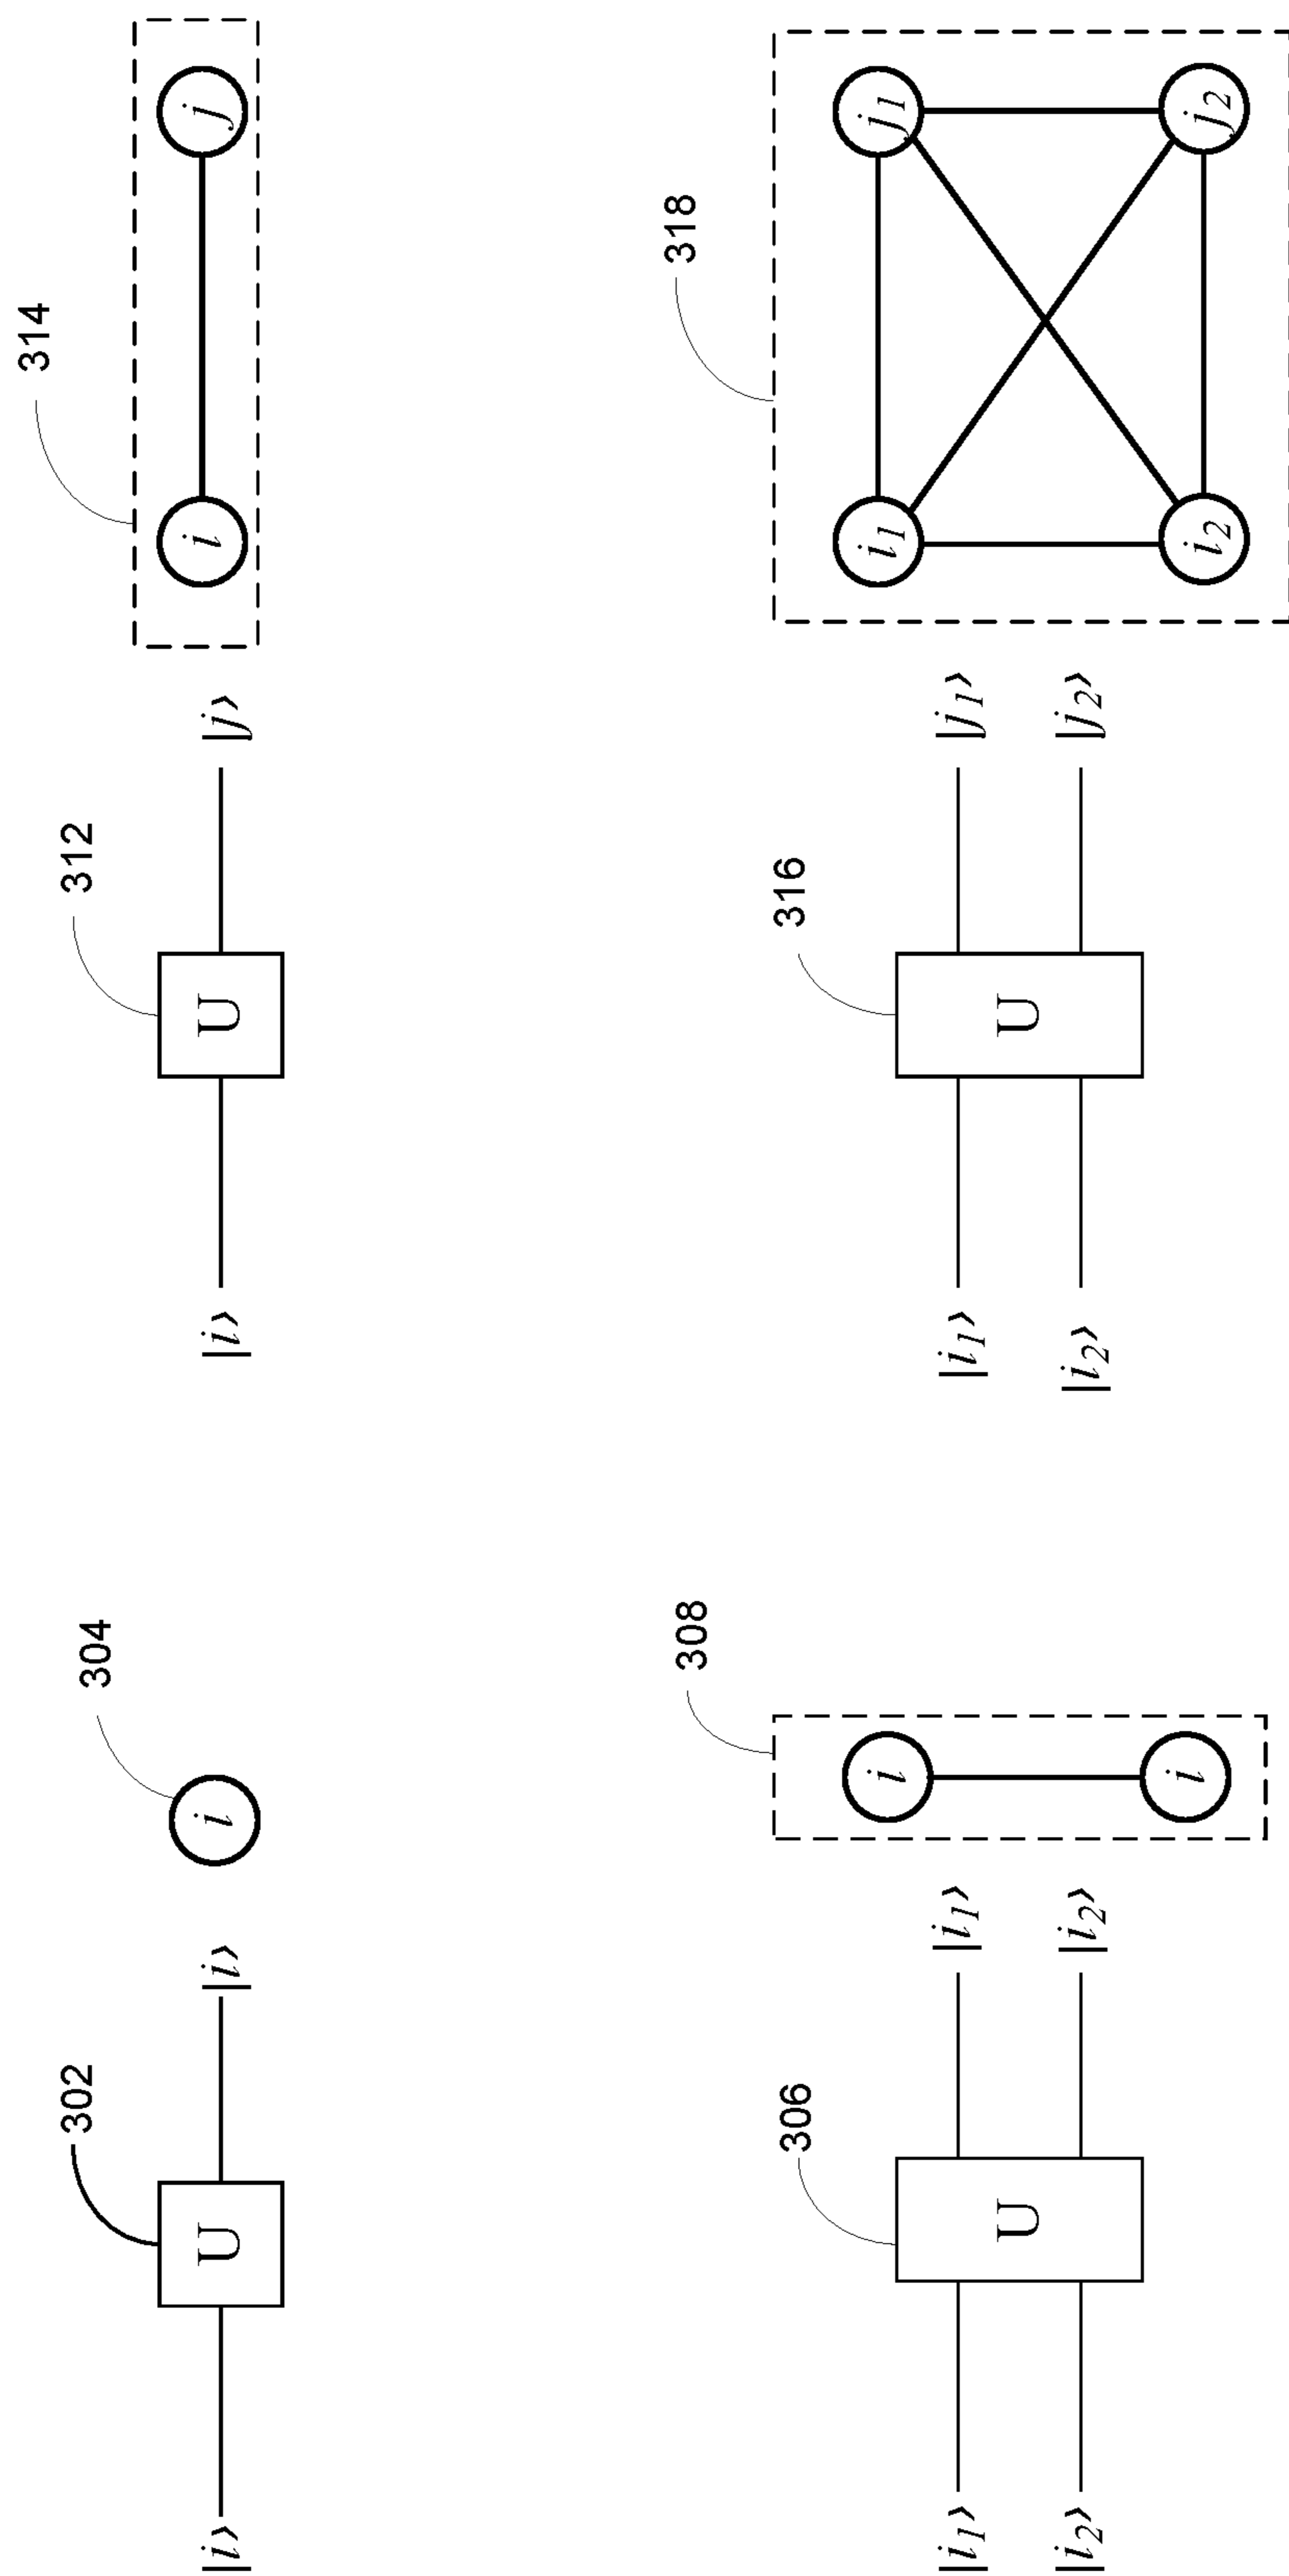 302 304 312 314
|i⟩ U |i⟩ i |i⟩ U |j⟩ i j
306 308 316 318
i i₁ j₁
|i₁⟩ |i₁⟩ |i₁⟩ |j₁⟩
U U
|i₂⟩ |i₂⟩ |i₂⟩ |j₂⟩
i i₂ j₂